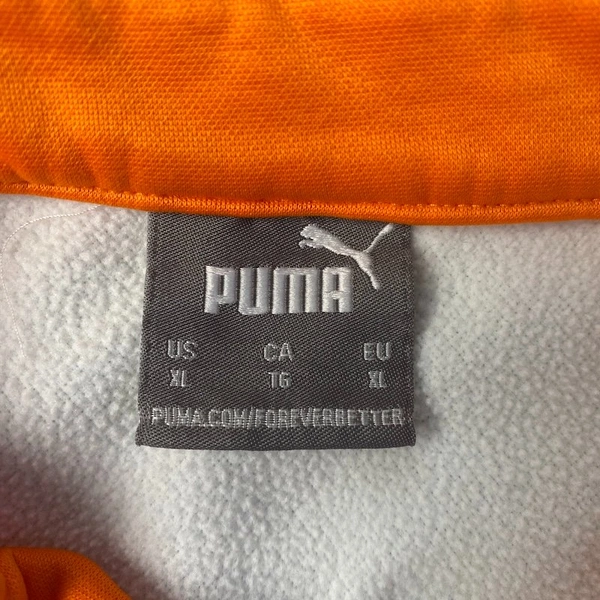 PUMA
US CA EU
XL TG XL
PUMA.COM/FOREVERBETTER